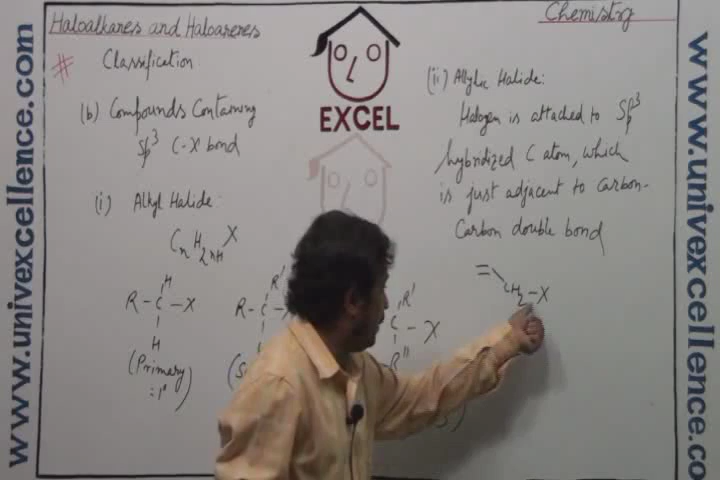 Haloalkanes and Haloarenes
Chemistry
# Classification
(b) Compounds Containing
Sp³ C-X bond
(i) Alkyl Halide:
CnH2n+1X
H
R-C-X
H
(Primary
:1°)
R'
R-C-
(S
R'
C-X
R"
EXCEL
(ii) Allylic Halide:
Halogen is attached to Sp³
hybridized C atom, which
is just adjacent to Carbon-
Carbon double bond
=
CH2-X
www.univexcellence.com
www.univexcellence.com